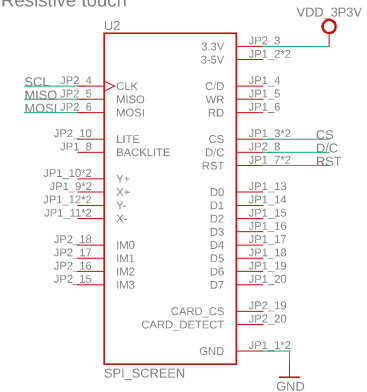 Resistive touch
U2
VDD_3P3V
3.3V JP2_3
3-5V JP1_2*2
SCL JP2_4 CLK C/D JP1_4
MISO JP2_5 MISO WR JP1_5
MOSI JP2_6 MOSI RD JP1_6
JP2_10 LITE CS JP1_3*2 CS
JP1_8 BACKLITE D/C JP2_8 D/C
RST JP1_7*2 RST
JP1_10*2 Y+
JP1_9*2 X+ D0 JP1_13
JP1_12*2 Y- D1 JP1_14
JP1_11*2 X- D2 JP1_15
D3 JP1_16
JP2_18 IM0 D4 JP1_17
JP2_17 IM1 D5 JP1_18
JP2_16 IM2 D6 JP1_19
JP2_15 IM3 D7 JP1_20
CARD_CS JP2_19
CARD_DETECT JP2_20
GND JP1_1*2
SPI_SCREEN
GND